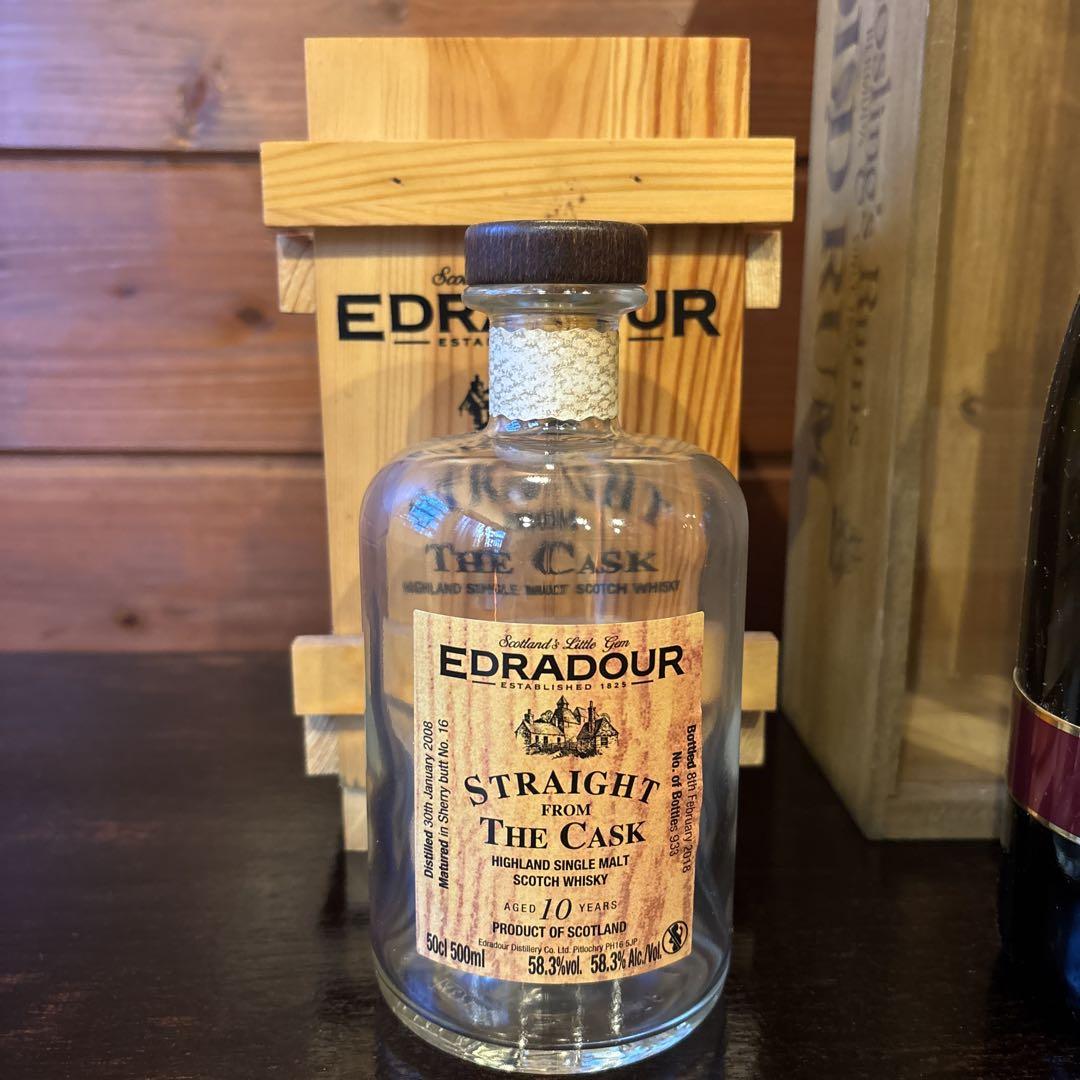 EDRADOUR
THE CASK
HIGHLAND SINGLE MALT SCOTCH WHISKY
Scotland's Little Gem
EDRADOUR
ESTABLISHED 1825
Distilled 30th January 2008
Matured in Sherry butt No. 16
Bottled 8th February 2018
No. of Bottles 933
STRAIGHT
FROM
THE CASK
HIGHLAND SINGLE MALT
SCOTCH WHISKY
AGED 10 YEARS
PRODUCT OF SCOTLAND
Edradour Distillery Co. Ltd. Pitlochry PH16 5JP
50cl 500ml
58.3%vol. 58.3% Alc./Vol.